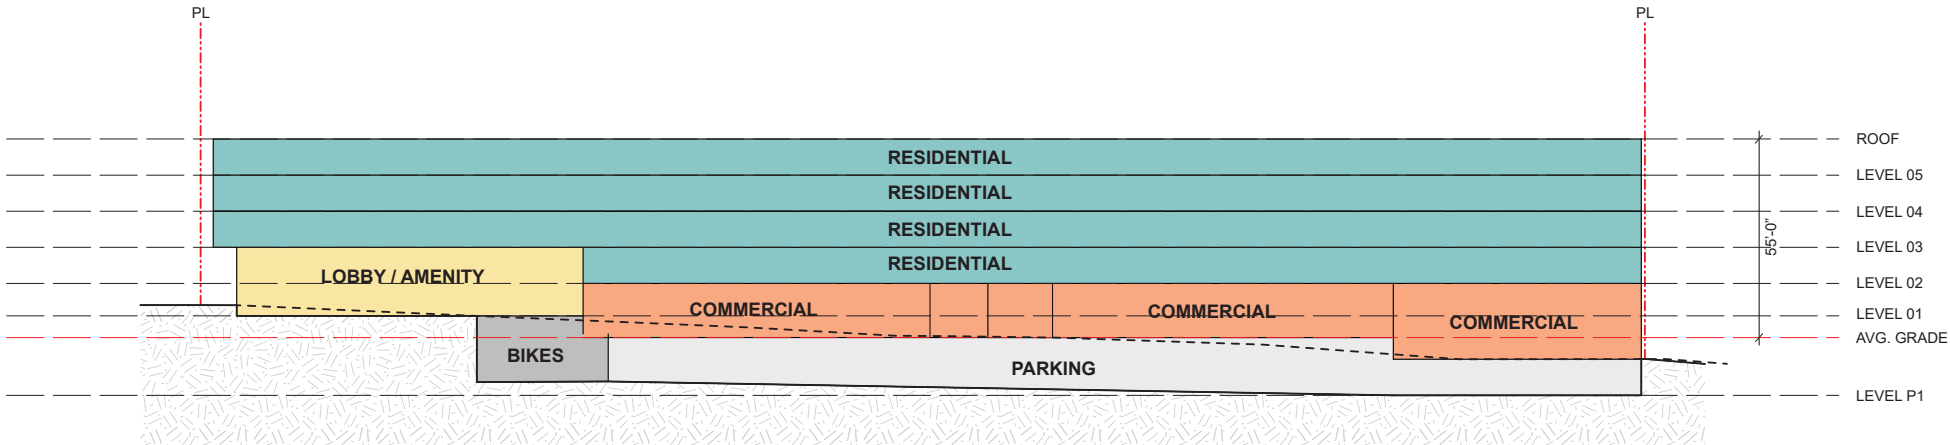 PL
PL
ROOF
RESIDENTIAL
LEVEL 05
RESIDENTIAL
LEVEL 04
RESIDENTIAL
55'-0"
LEVEL 03
RESIDENTIAL
LOBBY / AMENITY
LEVEL 02
COMMERCIAL
COMMERCIAL
COMMERCIAL
LEVEL 01
AVG. GRADE
BIKES
PARKING
LEVEL P1